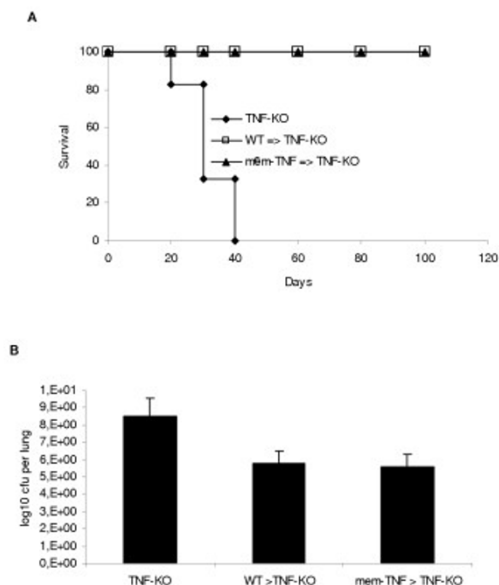 A
100
80
60
40
20
0
Survival
TNF-KO
WT => TNF-KO
mem-TNF => TNF-KO
0 20 40 60 80 100 120
Days
B
1,E+01
9,E+00
8,E+00
7,E+00
6,E+00
5,E+00
4,E+00
3,E+00
2,E+00
1,E+00
0,E+00
log10 cfu per lung
TNF-KO WT >TNF-KO mem-TNF > TNF-KO